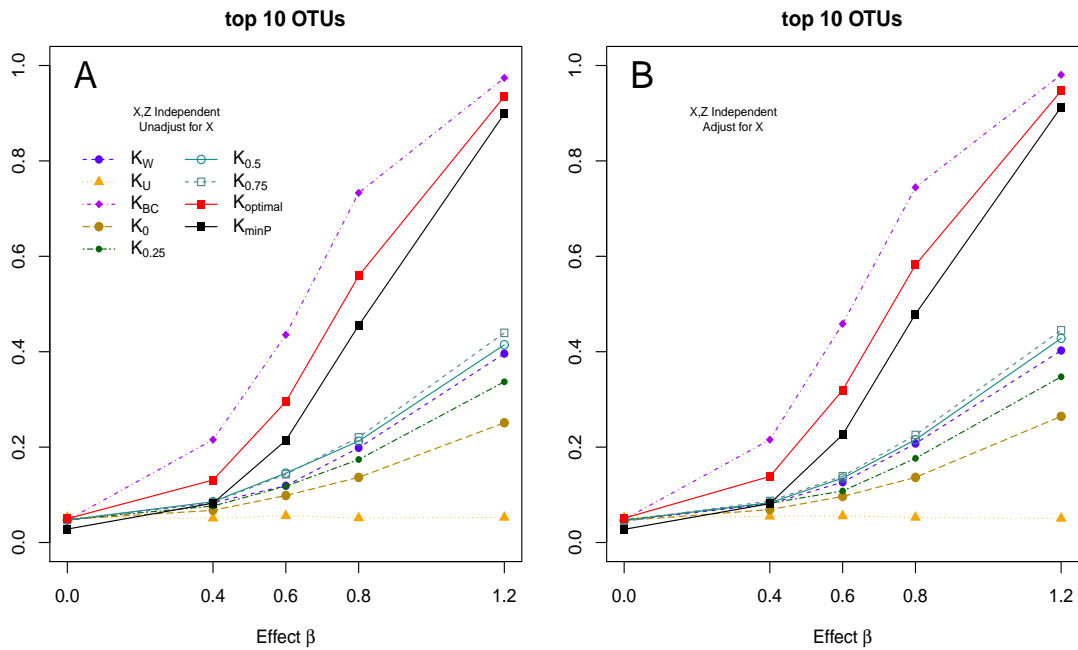 top 10 OTUs
A
X,Z Independent
Unadjust for X
K_W
K_U
K_BC
K_0
K_0.25
K_0.5
K_0.75
K_optimal
K_minP
0.0
0.2
0.4
0.6
0.8
1.0
0.0 0.4 0.6 0.8 1.2
Effect β
top 10 OTUs
B
X,Z Independent
Adjust for X
0.0
0.2
0.4
0.6
0.8
1.0
0.0 0.4 0.6 0.8 1.2
Effect β